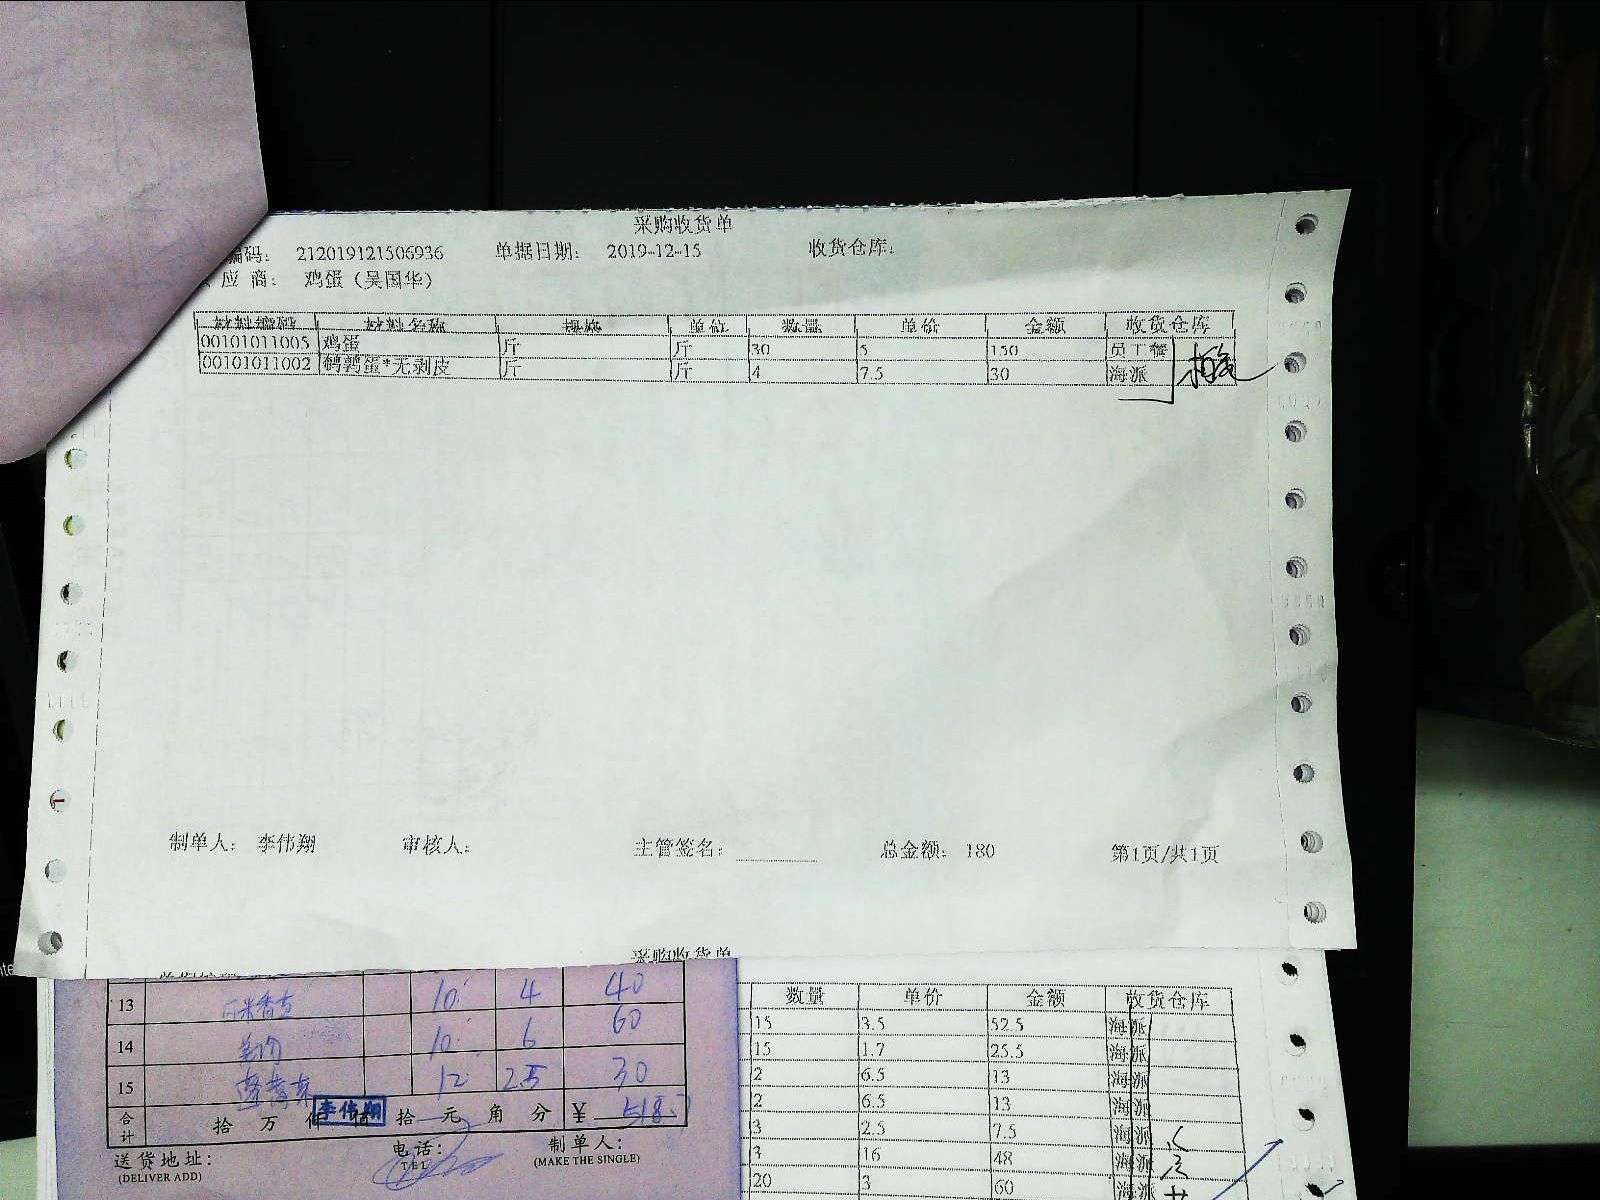 采购收货单
编码： 212019121506936 单据日期： 2019-12-15 收货仓库：
应 商： 鸡蛋（吴国华）
材料编码 材料名称 规格 单位 数量 单价 金额 收货仓库
00101011005 鸡蛋 斤 斤 30 5 150 员工餐
00101011002 鹌鹑蛋*无剥皮 斤 斤 4 7.5 30 海派
制单人： 李伟翔 审核人： 主管签名： 总金额： 180 第1页/共1页
采购收货单
13 10 4 40
14 10 6 60
15 12 2.5 30
合计 拾 万 仟 拾 元 角 分 ¥ 518.
李伟翔
送货地址： 电话： 制单人：
(DELIVER ADD) TEL (MAKE THE SINGLE)
数量 单价 金额 收货仓库
15 3.5 52.5 海派
15 1.7 25.5 海派
2 6.5 13 海派
2 6.5 13 海派
3 2.5 7.5 海派
3 16 48 海派
20 3 60 海派